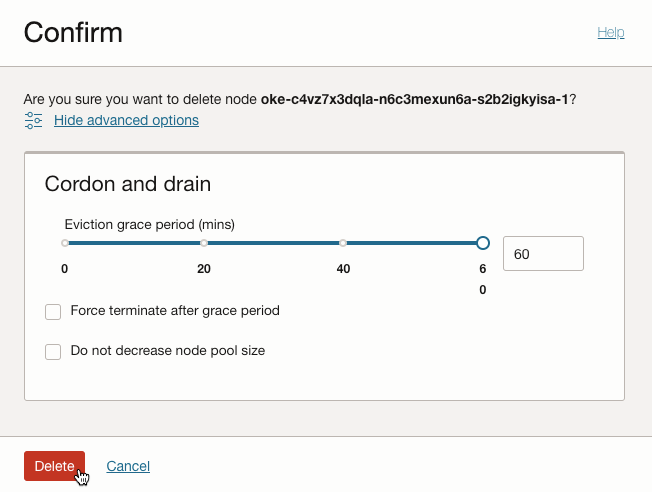 Confirm
Help
Are you sure you want to delete node oke-c4vz7x3dqla-n6c3mexun6a-s2b2igkyisa-1?
Hide advanced options
Cordon and drain
Eviction grace period (mins)
60
0 20 40 6
0
Force terminate after grace period
Do not decrease node pool size
Delete Cancel